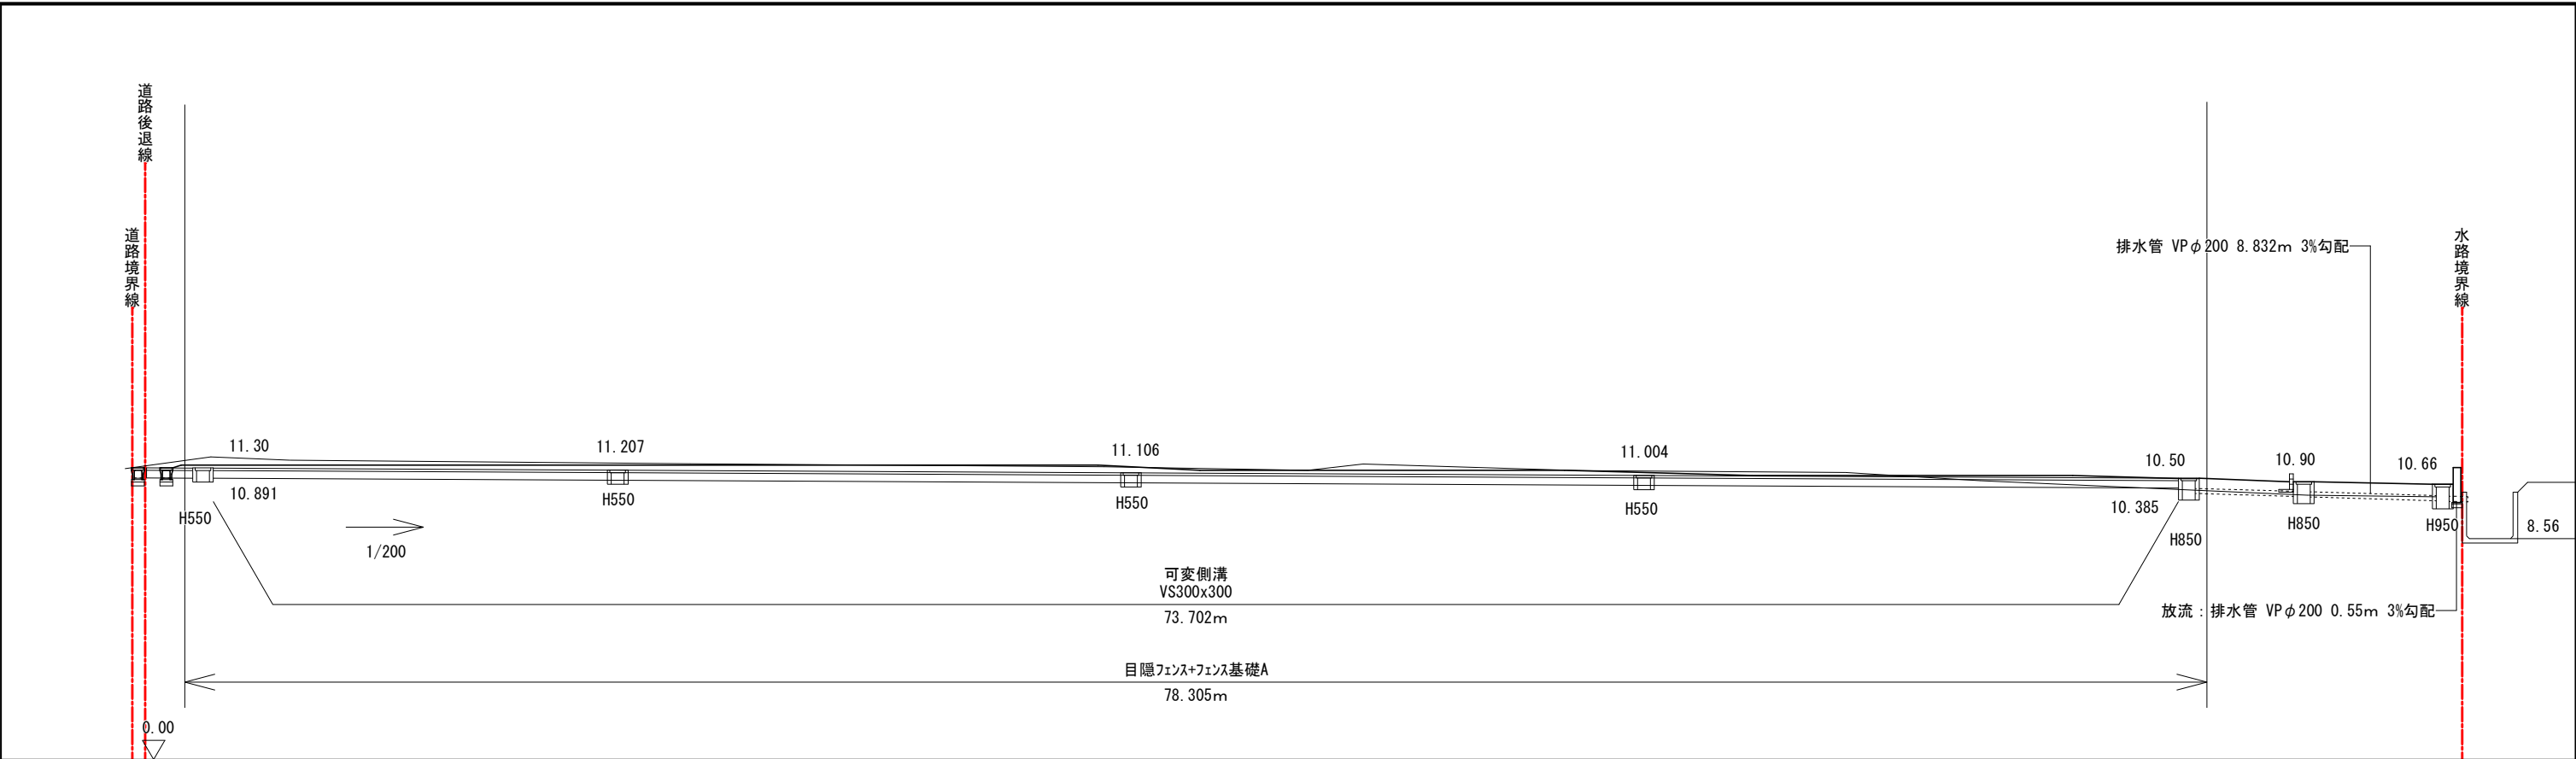 道路後退線
道路境界線
水路境界線
排水管 VPφ200 8.832m 3%勾配
11.30
11.207
11.106
11.004
10.50
10.90
10.66
10.891
H550
H550
H550
H550
10.385
H850
H850
H950
8.56
1/200
可変側溝
VS300x300
73.702m
放流：排水管 VPφ200 0.55m 3%勾配
目隠ﾌｪﾝｽ+ﾌｪﾝｽ基礎A
78.305m
0.00